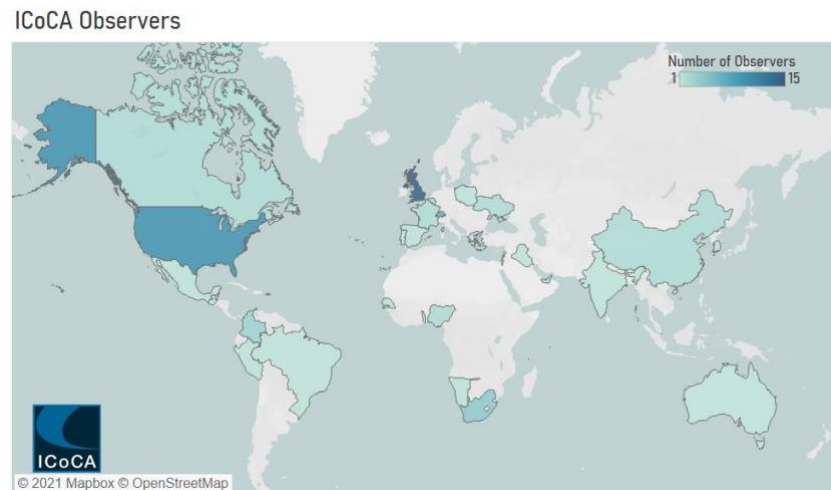 ICoCA Observers
Number of Observers
1 15
ICoCA
© 2021 Mapbox © OpenStreetMap